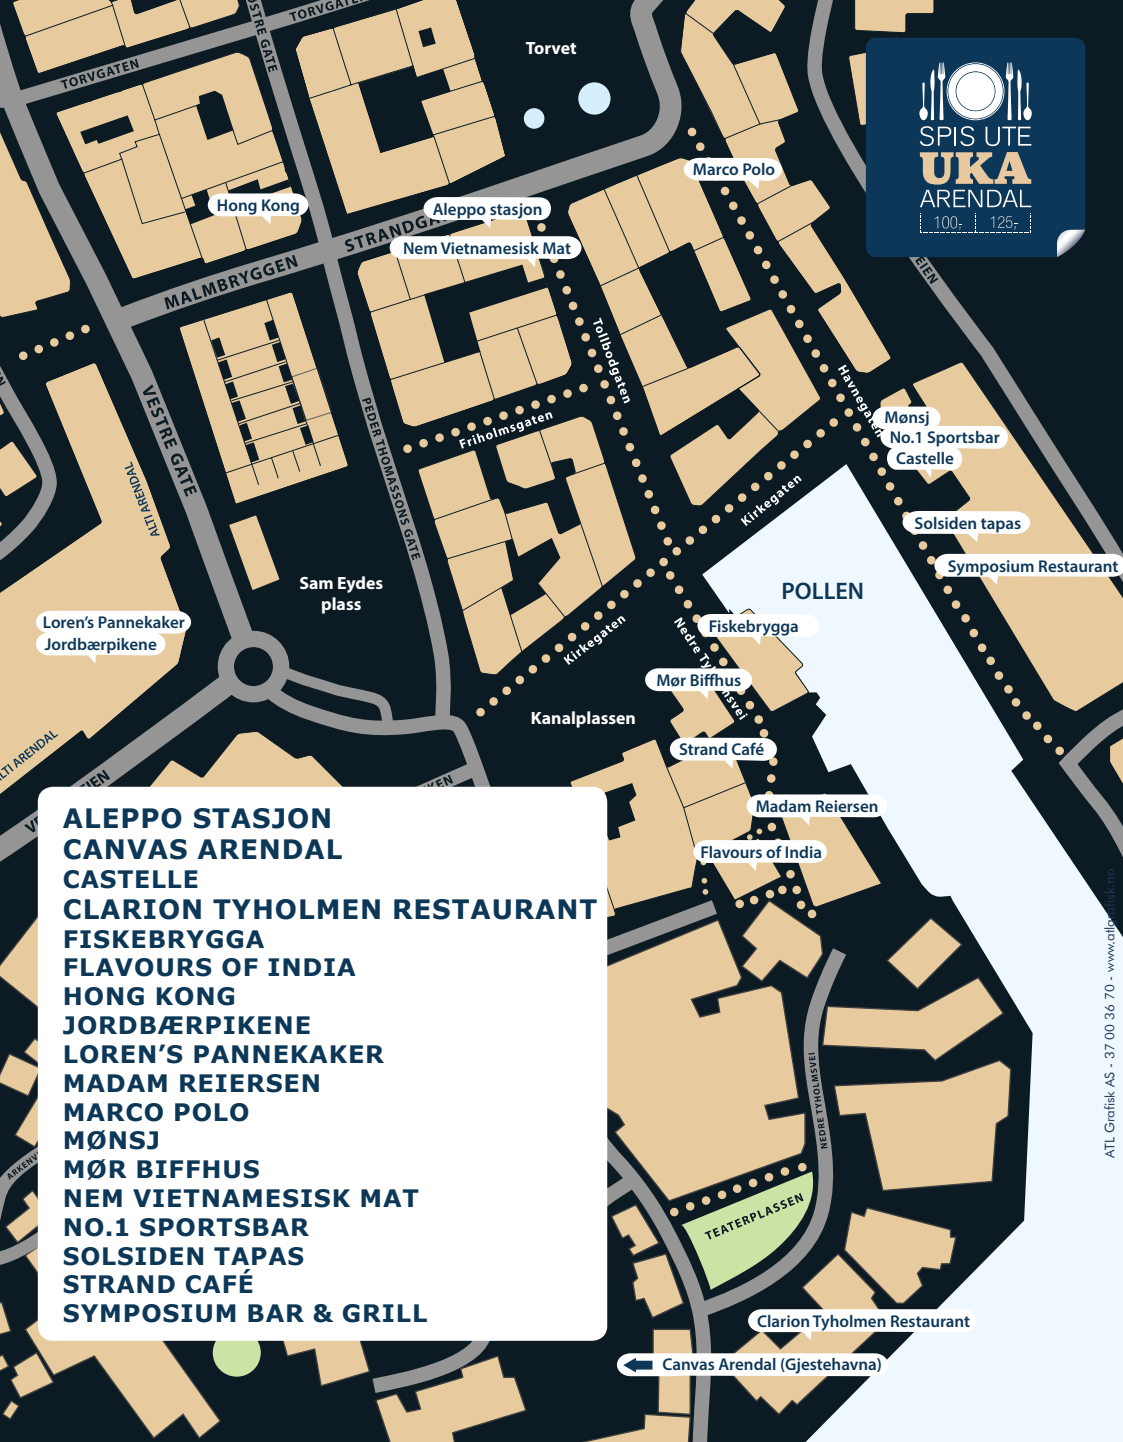 TORVGATEN
TORVGATEN
ØSTRE GATE
Torvet
SPIS UTE
UKA
ARENDAL
100,-
125,-
Marco Polo
Hong Kong
Aleppo stasjon
STRANDGA
Nem Vietnamesisk Mat
MALMBRYGGEN
EIEN
Tollbodgaten
Havnegaten
VESTRE GATE
PEDER THOMASSONS GATE
Friholmsgaten
Mønsj
No.1 Sportsbar
Castelle
ALTI ARENDAL
Kirkegaten
Solsiden tapas
Symposium Restaurant
Sam Eydes
plass
POLLEN
Loren's Pannekaker
Jordbærpikene
Kirkegaten
Fiskebrygga
Nedre Tyholmsvei
Mør Biffhus
Kanalplassen
Strand Café
ALTI ARENDAL
Madam Reiersen
Flavours of India
ALEPPO STASJON
CANVAS ARENDAL
CASTELLE
CLARION TYHOLMEN RESTAURANT
FISKEBRYGGA
FLAVOURS OF INDIA
HONG KONG
JORDBÆRPIKENE
LOREN'S PANNEKAKER
MADAM REIERSEN
MARCO POLO
MØNSJ
MØR BIFFHUS
NEM VIETNAMESISK MAT
NO.1 SPORTSBAR
SOLSIDEN TAPAS
STRAND CAFÉ
SYMPOSIUM BAR & GRILL
NEDRE TYHOLMSVEI
TEATERPLASSEN
Clarion Tyholmen Restaurant
Canvas Arendal (Gjestehavna)
ATL Grafisk AS - 37 00 36 70 - www.atlgrafisk.no